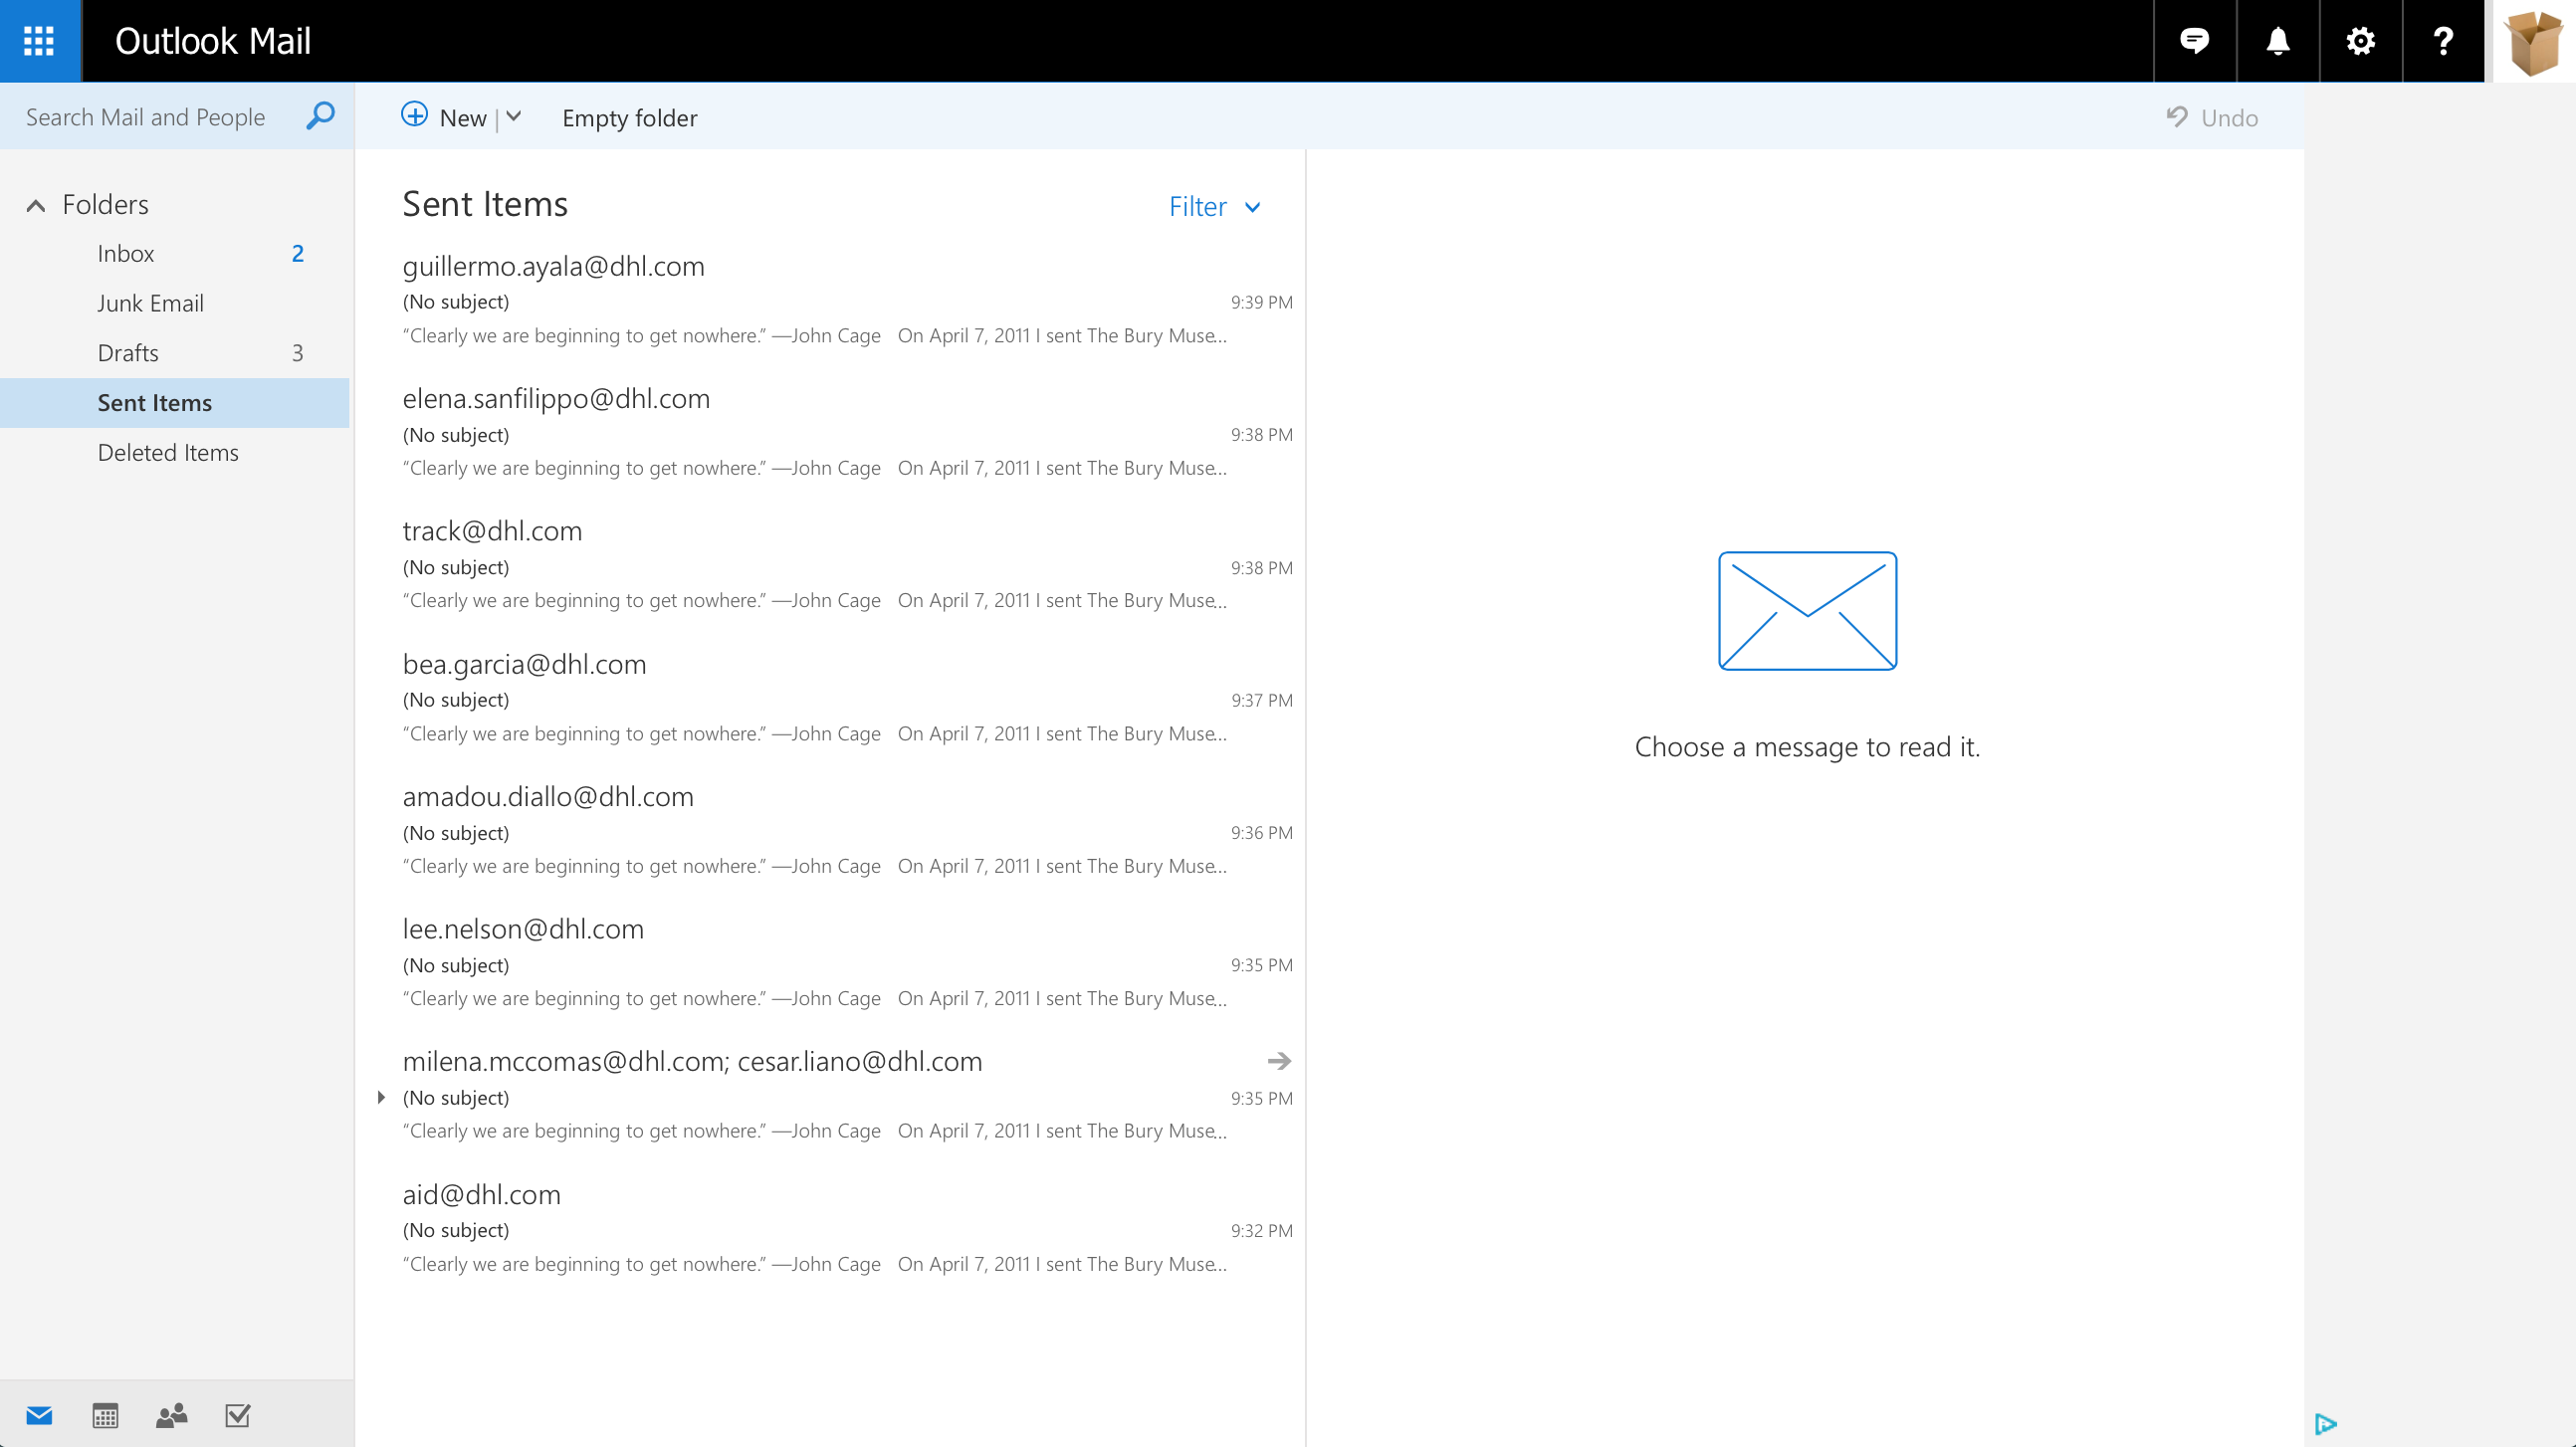 Outlook Mail
?
Search Mail and People
New
Empty folder
Undo
Folders
Inbox 2
Junk Email
Drafts 3
Sent Items
Deleted Items
Sent Items
Filter
guillermo.ayala@dhl.com
(No subject) 9:39 PM
“Clearly we are beginning to get nowhere.” —John Cage On April 7, 2011 I sent The Bury Muse...
elena.sanfilippo@dhl.com
(No subject) 9:38 PM
“Clearly we are beginning to get nowhere.” —John Cage On April 7, 2011 I sent The Bury Muse...
track@dhl.com
(No subject) 9:38 PM
“Clearly we are beginning to get nowhere.” —John Cage On April 7, 2011 I sent The Bury Muse...
bea.garcia@dhl.com
(No subject) 9:37 PM
“Clearly we are beginning to get nowhere.” —John Cage On April 7, 2011 I sent The Bury Muse...
amadou.diallo@dhl.com
(No subject) 9:36 PM
“Clearly we are beginning to get nowhere.” —John Cage On April 7, 2011 I sent The Bury Muse...
lee.nelson@dhl.com
(No subject) 9:35 PM
“Clearly we are beginning to get nowhere.” —John Cage On April 7, 2011 I sent The Bury Muse...
milena.mccomas@dhl.com; cesar.liano@dhl.com
(No subject) 9:35 PM
“Clearly we are beginning to get nowhere.” —John Cage On April 7, 2011 I sent The Bury Muse...
aid@dhl.com
(No subject) 9:32 PM
“Clearly we are beginning to get nowhere.” —John Cage On April 7, 2011 I sent The Bury Muse...
Choose a message to read it.